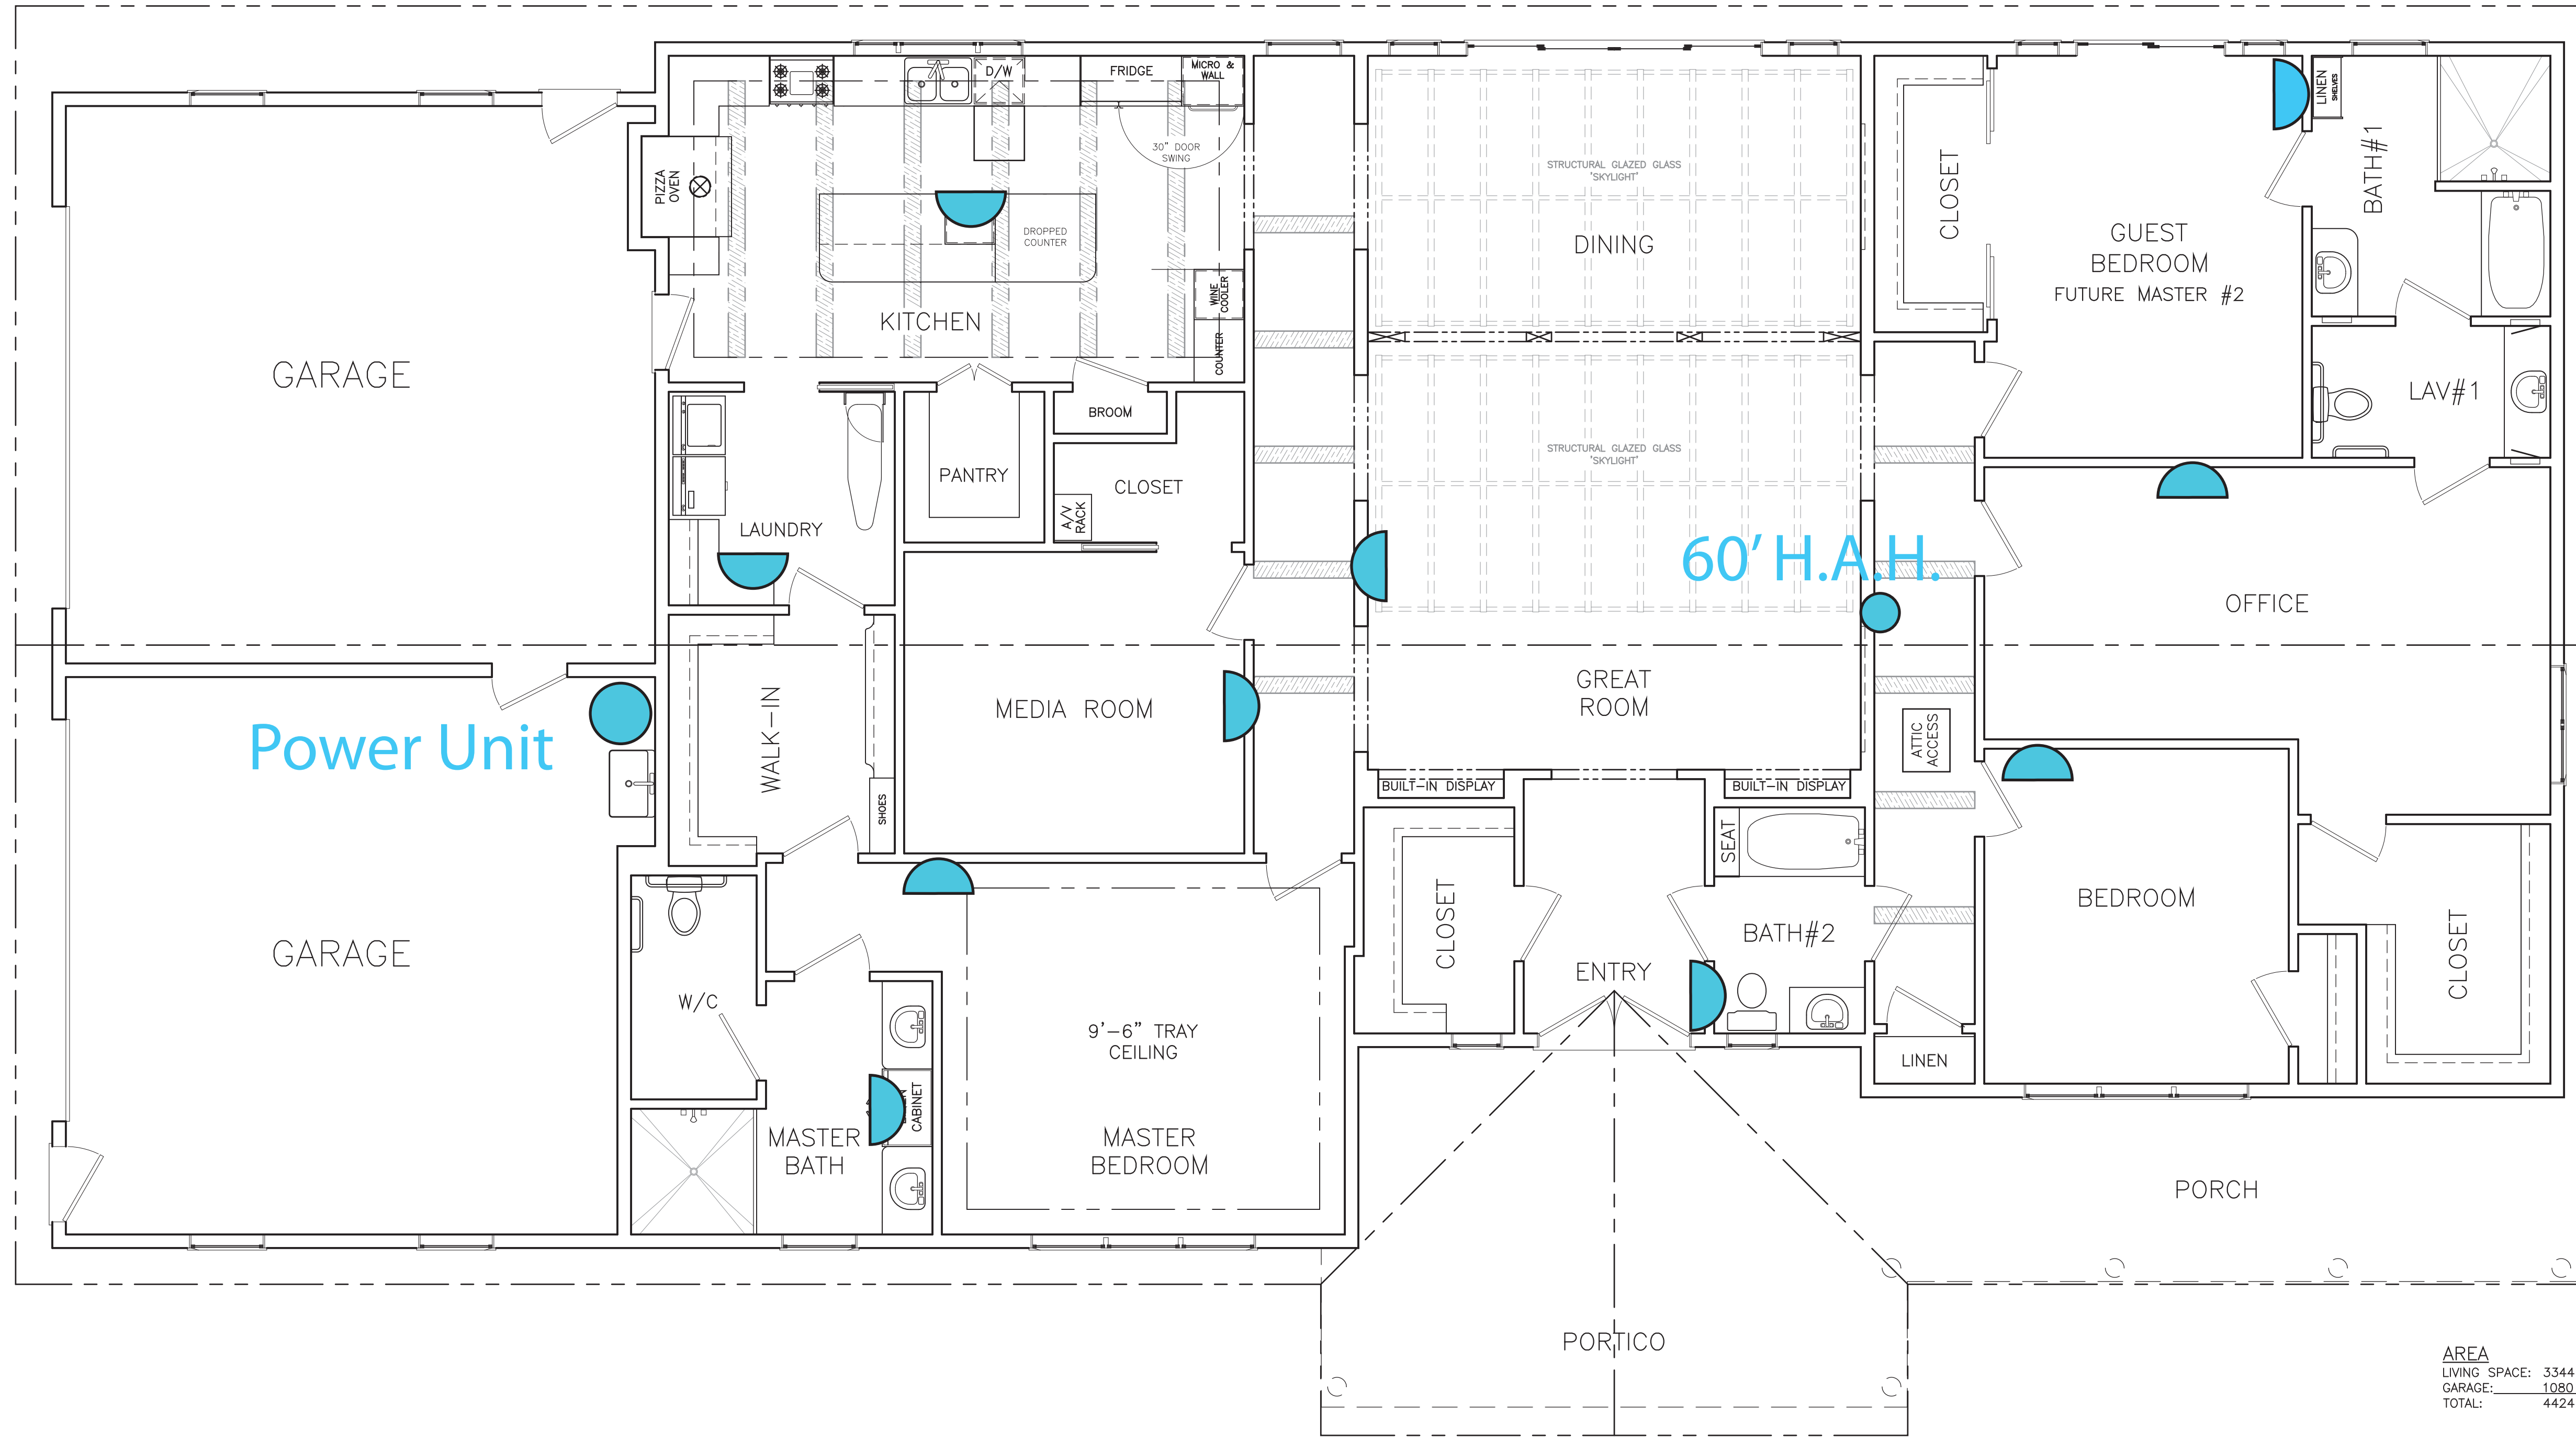 D/W
FRIDGE
MICRO &
WALL
30" DOOR
SWING
PIZZA
OVEN
DROPPED
COUNTER
WINE
COOLER
COUNTER
KITCHEN
GARAGE
STRUCTURAL GLAZED GLASS
'SKYLIGHT'
DINING
CLOSET
GUEST
BEDROOM
FUTURE MASTER #2
LINEN
SHELVES
BATH#1
LAV#1
BROOM
PANTRY
CLOSET
A/V
RACK
LAUNDRY
STRUCTURAL GLAZED GLASS
'SKYLIGHT'
60' H.A.H.
OFFICE
Power Unit
WALK-IN
SHOES
MEDIA ROOM
GREAT
ROOM
ATTIC
ACCESS
BUILT-IN DISPLAY
BUILT-IN DISPLAY
SEAT
CLOSET
BATH#2
ENTRY
BEDROOM
CLOSET
GARAGE
W/C
9'-6" TRAY
CEILING
LINEN
CABINET
MASTER
BATH
MASTER
BEDROOM
PORCH
PORTICO
AREA
LIVING SPACE: 3344
GARAGE: 1080
TOTAL: 4424